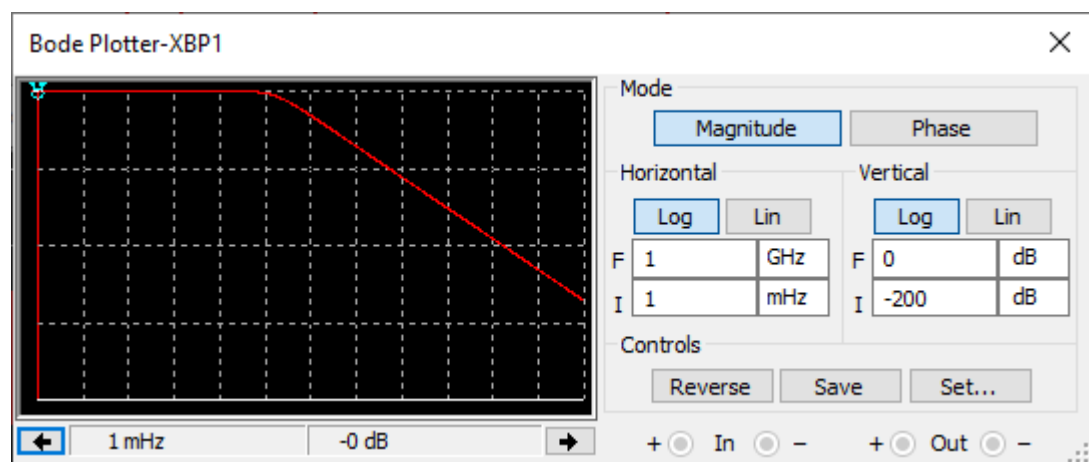 Bode Plotter-XBP1
Mode
Magnitude Phase
Horizontal Vertical
Log Lin Log Lin
F 1 GHz F 0 dB
I 1 mHz I -200 dB
Controls
Reverse Save Set...
1 mHz -0 dB + In - + Out -